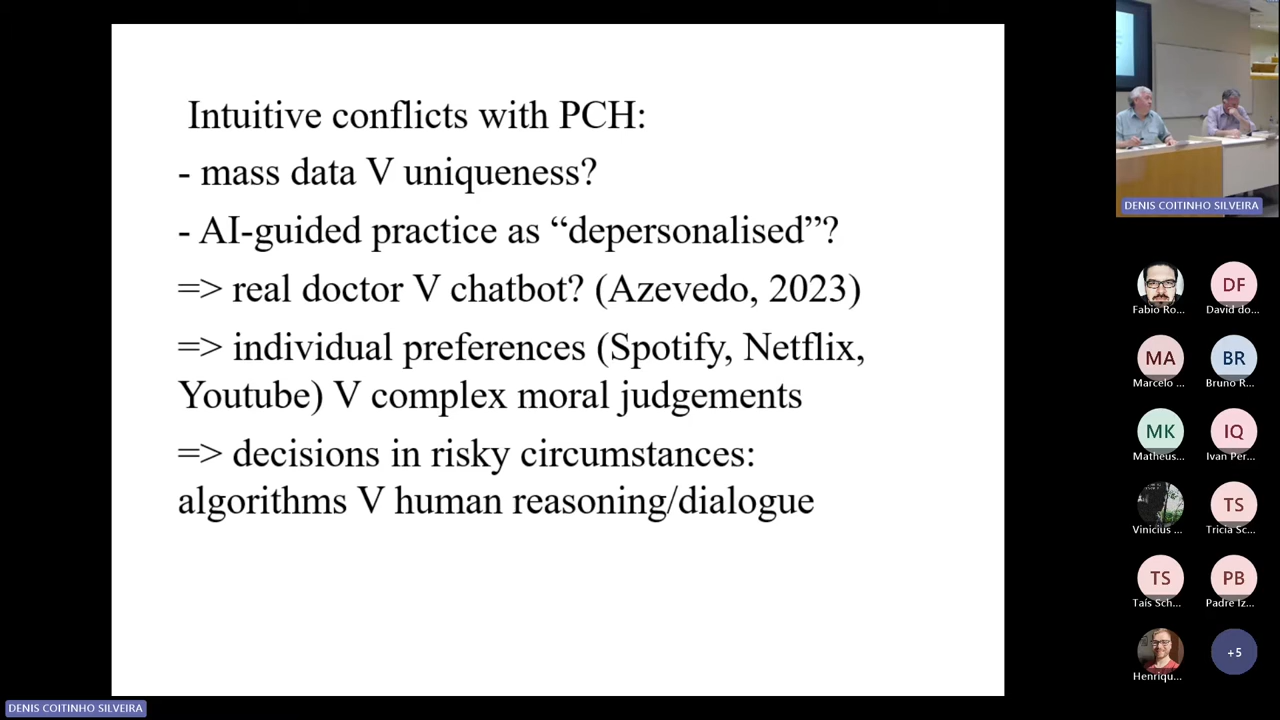 Intuitive conflicts with PCH:
- mass data V uniqueness?
- AI-guided practice as “depersonalised”?
=> real doctor V chatbot? (Azevedo, 2023)
=> individual preferences (Spotify, Netflix,
Youtube) V complex moral judgements
=> decisions in risky circumstances:
algorithms V human reasoning/dialogue
DENIS COITINHO SILVEIRA
DF
Fabio Ro...
David do...
MA
BR
Marcelo ...
Bruno R...
MK
IQ
Matheus...
Ivan Per...
TS
Vinicius ...
Tricia Sc...
TS
PB
Taís Sch...
Padre Iz...
+5
Henriqu...
DENIS COITINHO SILVEIRA